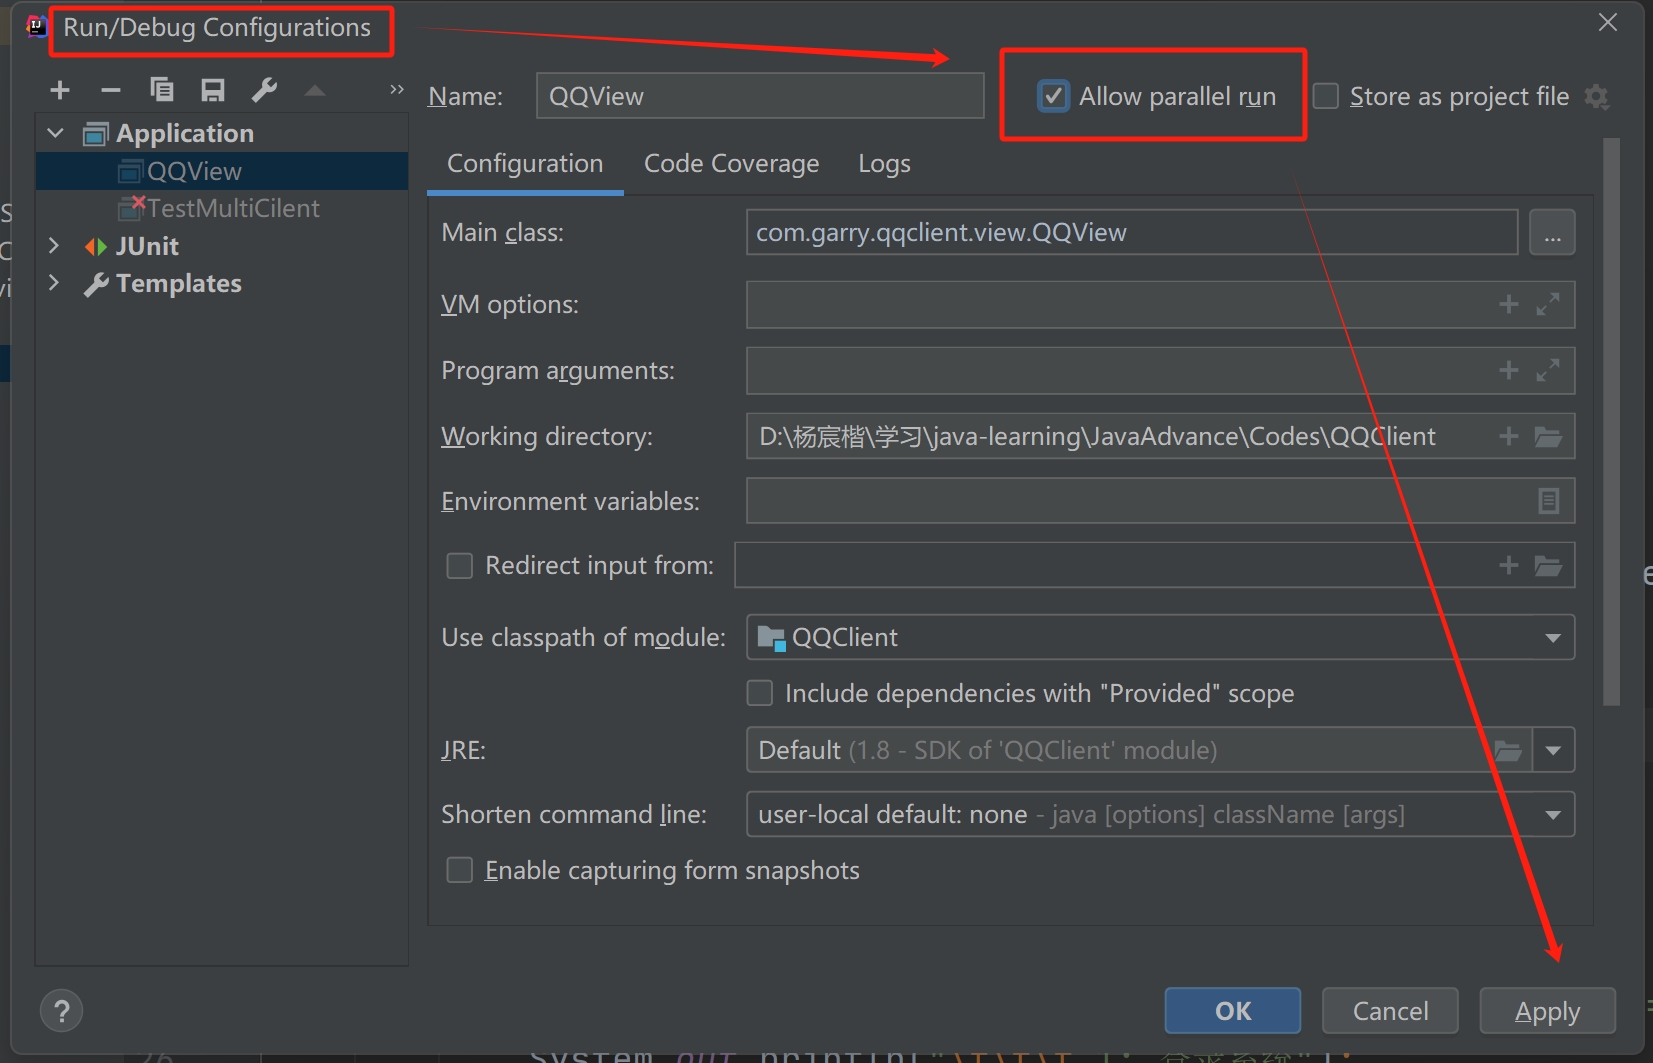 Run/Debug Configurations
Name: QQView Allow parallel run Store as project file
Application
QQView
TestMultiCilent
JUnit
Templates
Configuration Code Coverage Logs
Main class: com.garry.qqclient.view.QQView ...
VM options:
Program arguments:
Working directory: D:\杨宸楷\学习\java-learning\JavaAdvance\Codes\QQClient
Environment variables:
Redirect input from:
Use classpath of module: QQClient
Include dependencies with "Provided" scope
JRE: Default (1.8 - SDK of 'QQClient' module)
Shorten command line: user-local default: none - java [options] className [args]
Enable capturing form snapshots
? OK Cancel Apply